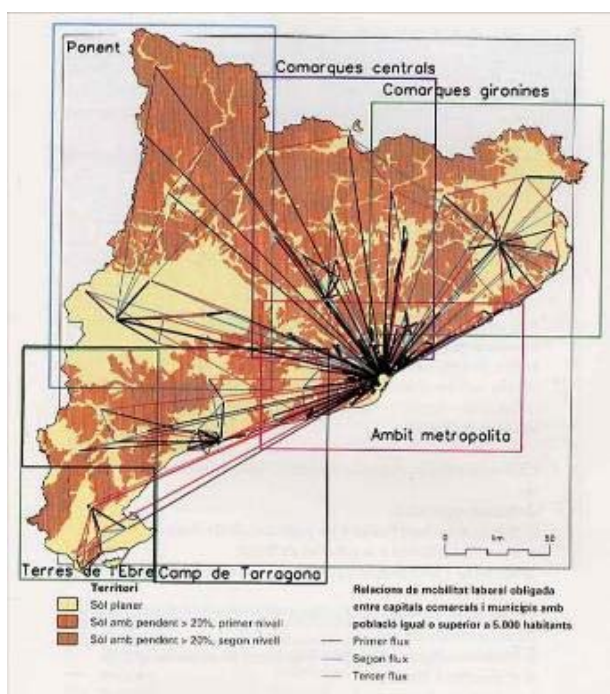 Ponent
Comarques centrals
Comarques gironines
Ambit metropolita
0 km. 50
Terres de l'Ebre
Camp de Tarragona
Territori
Sòl planer
Sòl amb pendent > 20%, primer nivell
Sòl amb pendent > 20%, segon nivell
Relacions de mobilitat laboral obligada
entre capitals comarcals i municipis amb
població igual o superior a 5.000 habitants
Primer flux
Segon flux
Tercer flux